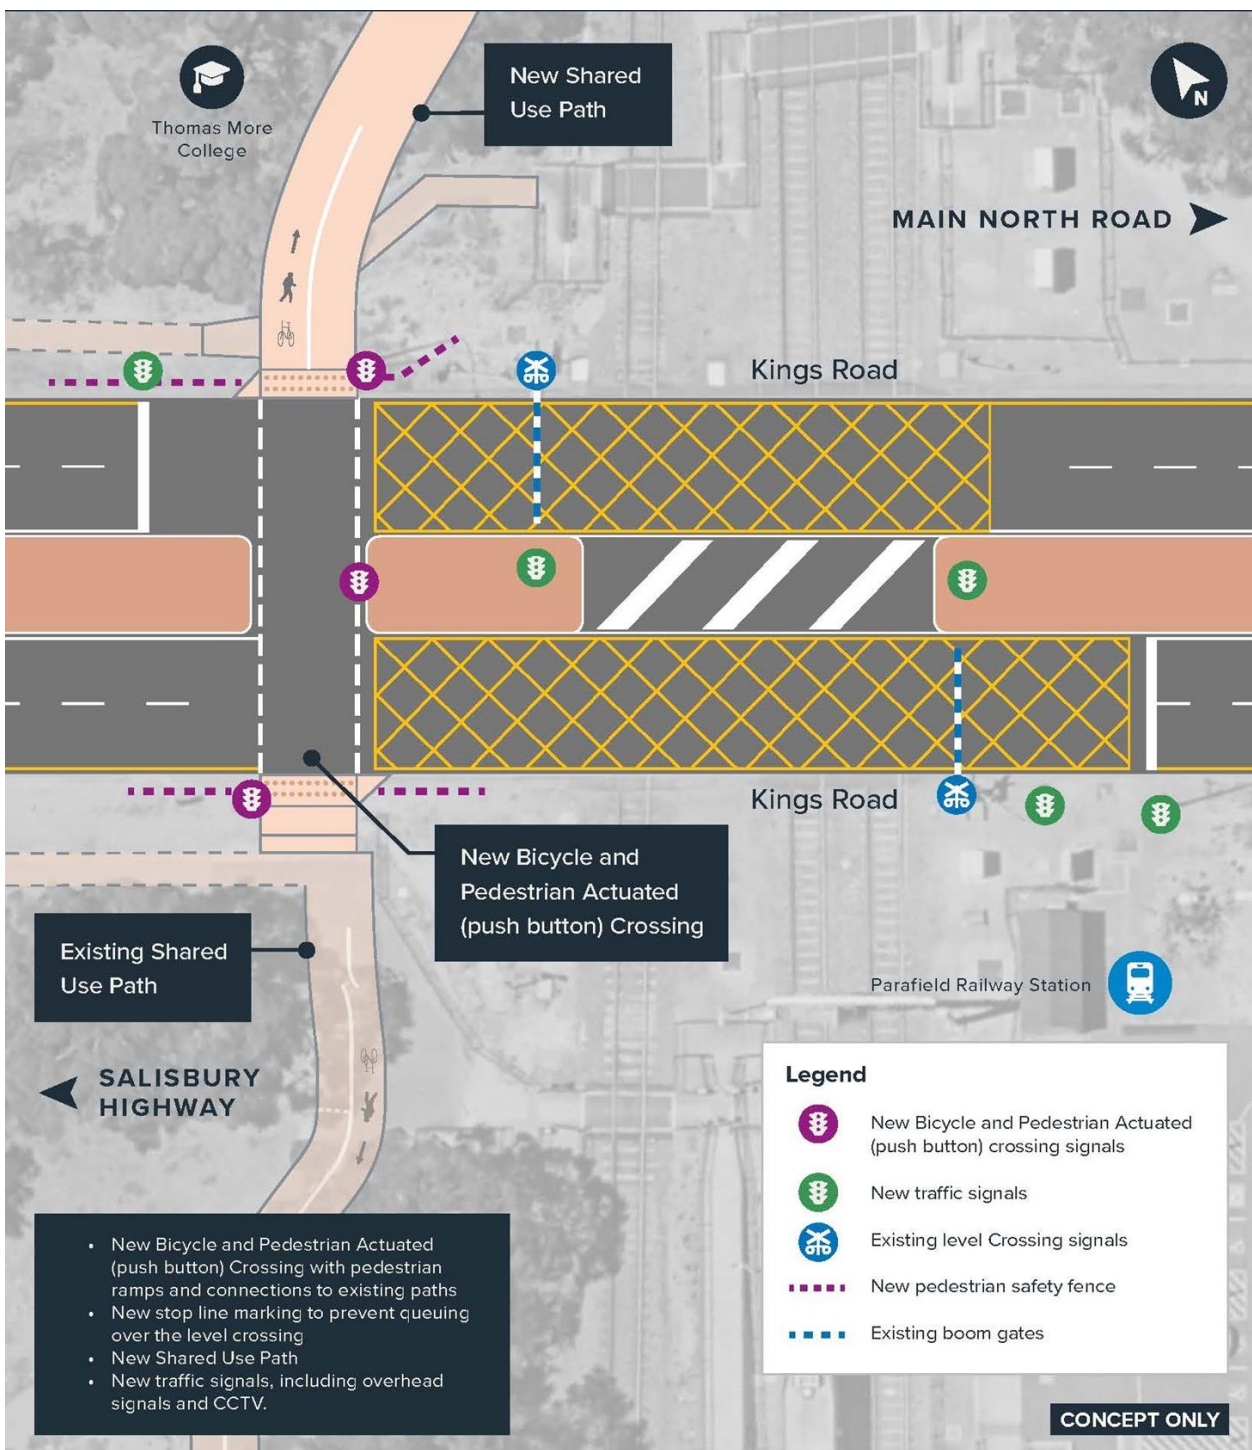 Thomas More
College
New Shared
Use Path
N
MAIN NORTH ROAD
Kings Road
Kings Road
New Bicycle and
Pedestrian Actuated
(push button) Crossing
Existing Shared
Use Path
Parafield Railway Station
SALISBURY
HIGHWAY
Legend
New Bicycle and Pedestrian Actuated
(push button) crossing signals
New traffic signals
Existing level Crossing signals
New pedestrian safety fence
Existing boom gates
• New Bicycle and Pedestrian Actuated
(push button) Crossing with pedestrian
ramps and connections to existing paths
• New stop line marking to prevent queuing
over the level crossing
• New Shared Use Path
• New traffic signals, including overhead
signals and CCTV.
CONCEPT ONLY